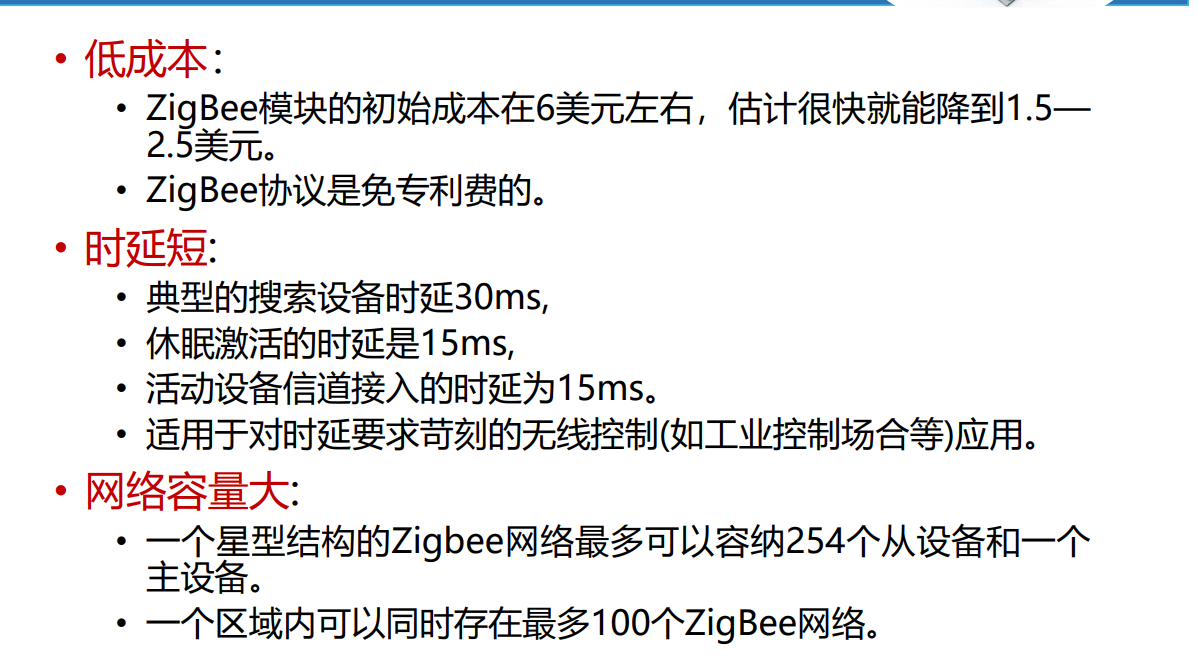 • 低成本：
• ZigBee模块的初始成本在6美元左右，估计很快就能降到1.5—
2.5美元。
• ZigBee协议是免专利费的。
• 时延短:
• 典型的搜索设备时延30ms,
• 休眠激活的时延是15ms,
• 活动设备信道接入的时延为15ms。
• 适用于对时延要求苛刻的无线控制(如工业控制场合等)应用。
• 网络容量大:
• 一个星型结构的Zigbee网络最多可以容纳254个从设备和一个
主设备。
• 一个区域内可以同时存在最多100个ZigBee网络。